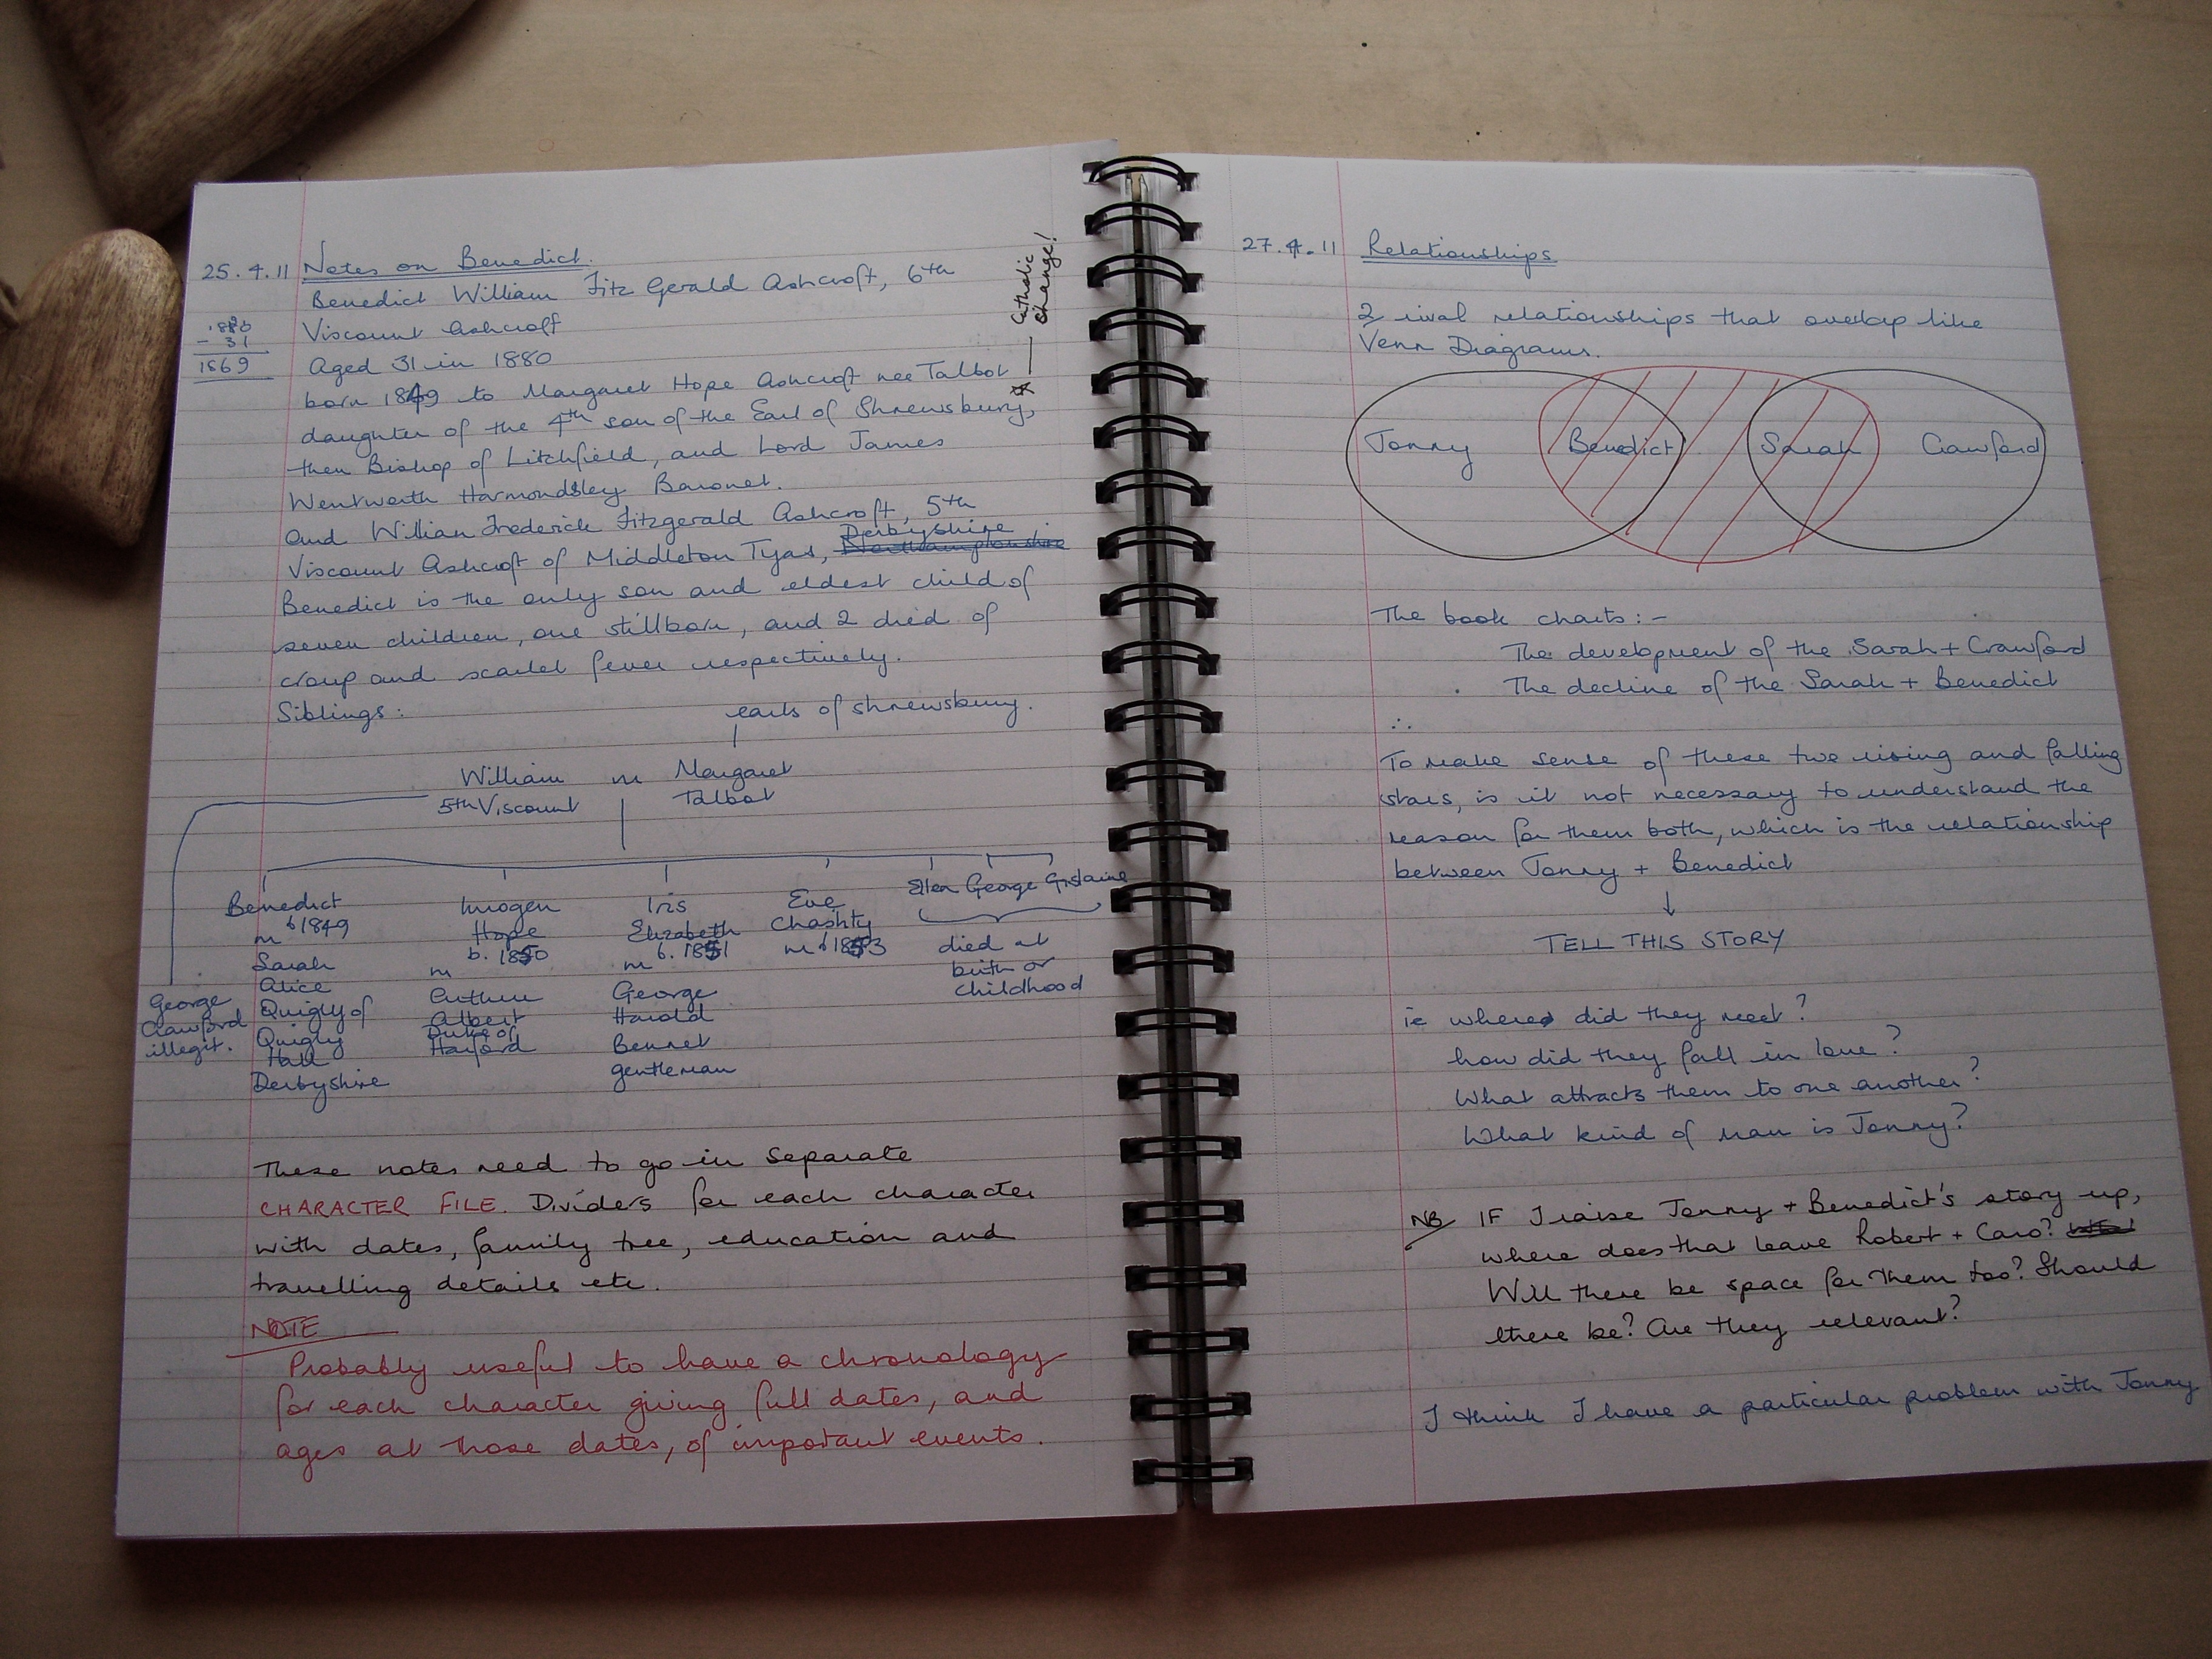 25.4.11 Notes on Benedict.
Benedict William Fitz Gerald Ashcroft, 6th
Viscount Ashcroft
1880
- 31
1869
Aged 31 in 1880
born 1849 to Margaret Hope Ashcroft nee Talbot
daughter of the 4th son of the Earl of Shrewsbury,
then Bishop of Litchfield, and Lord James
Wentworth Harmondsley Baronet.
☆ — Catholic
change!
and William Frederick Fitzgerald Ashcroft, 5th
Viscount Ashcroft of Middleton Tyas, Northamptonshire Derbyshire.
Benedict is the only son and eldest child of
seven children, one stillborn, and 2 died of
croup and scarlet fever respectively.
Siblings:
earls of shrewsbury.
William m Margaret
5th Viscount Talbot
Benedict
b 1849
m
Sarah
Alice
Quigly of
Quigly
Hall
Derbyshire
Imogen
Hope
b. 1850
m
Arthur
Albert
Duke of
Harford
Iris
Elizabeth
b. 1851
m
George
Harold
Bennet
gentleman
Eve
Chastity
m b 1853
Ellen George Gislaine
died at
birth or
childhood
George
Crawford
illegit.
These notes need to go in separate
CHARACTER FILE. Dividers for each character
with dates, family tree, education and
travelling details etc.
NOTE
Probably useful to have a chronology
for each character giving full dates, and
ages at those dates, of important events.
27.4.11 Relationships
2 rival relationships that overlap like
Venn Diagrams.
Jonny Benedict Sarah Crawford
The book charts:-
The development of the Sarah + Crawford
The decline of the Sarah + Benedict
∴
To make sense of these two rising and falling
stars, is it not necessary to understand the
reason for them both, which is the relationship
between Jonny + Benedict
↓
TELL THIS STORY
ie where did they meet?
how did they fall in love?
What attracts them to one another?
What kind of man is Jonny?
NB IF I raise Jonny + Benedict's story up,
where does that leave Robert + Caro?
Will there be space for them too? Should
there be? Are they relevant?
I think I have a particular problem with Jonny